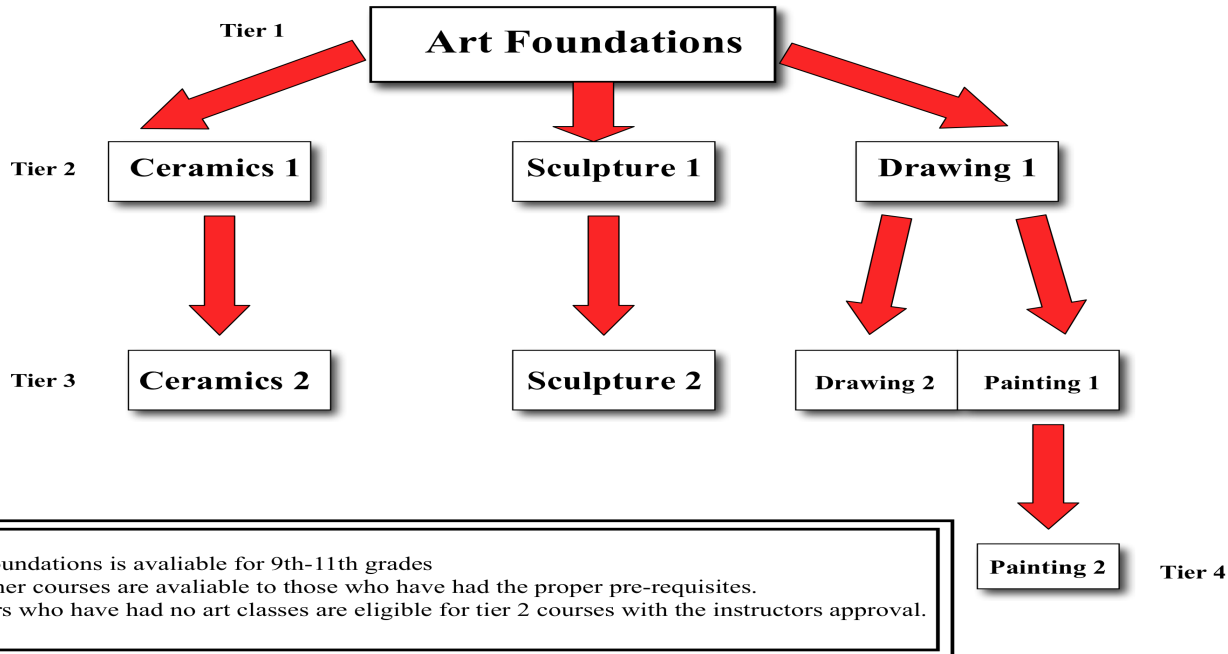 Tier 1
Art Foundations
Tier 2
Ceramics 1
Sculpture 1
Drawing 1
Tier 3
Ceramics 2
Sculpture 2
Drawing 2
Painting 1
is avaliable for 9th-11th grades
courses are avaliable to those who have had the proper pre-requisites.
who have had no art classes are eligible for tier 2 courses with the instructors approval.
Painting 2
Tier 4